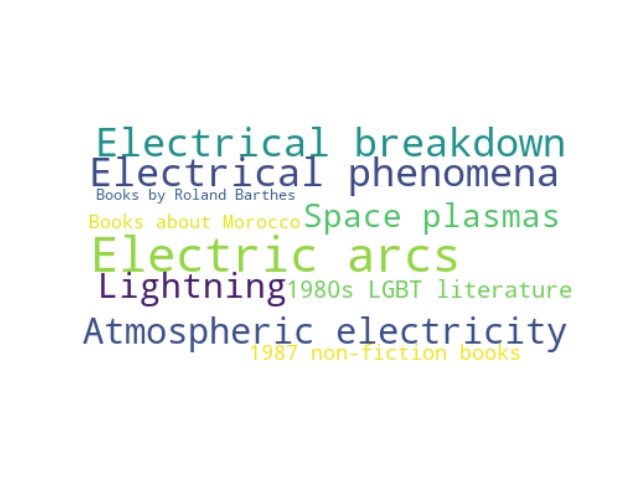 Electrical breakdown
Electrical phenomena
Books by Roland Barthes
Books about Morocco
Space plasmas
Electric arcs
Lightning
1980s LGBT literature
Atmospheric electricity
1987 non-fiction books